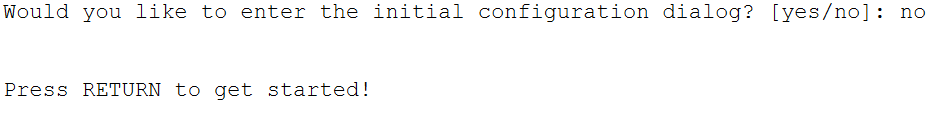 Would you like to enter the initial configuration dialog? [yes/no]: no
Press RETURN to get started!